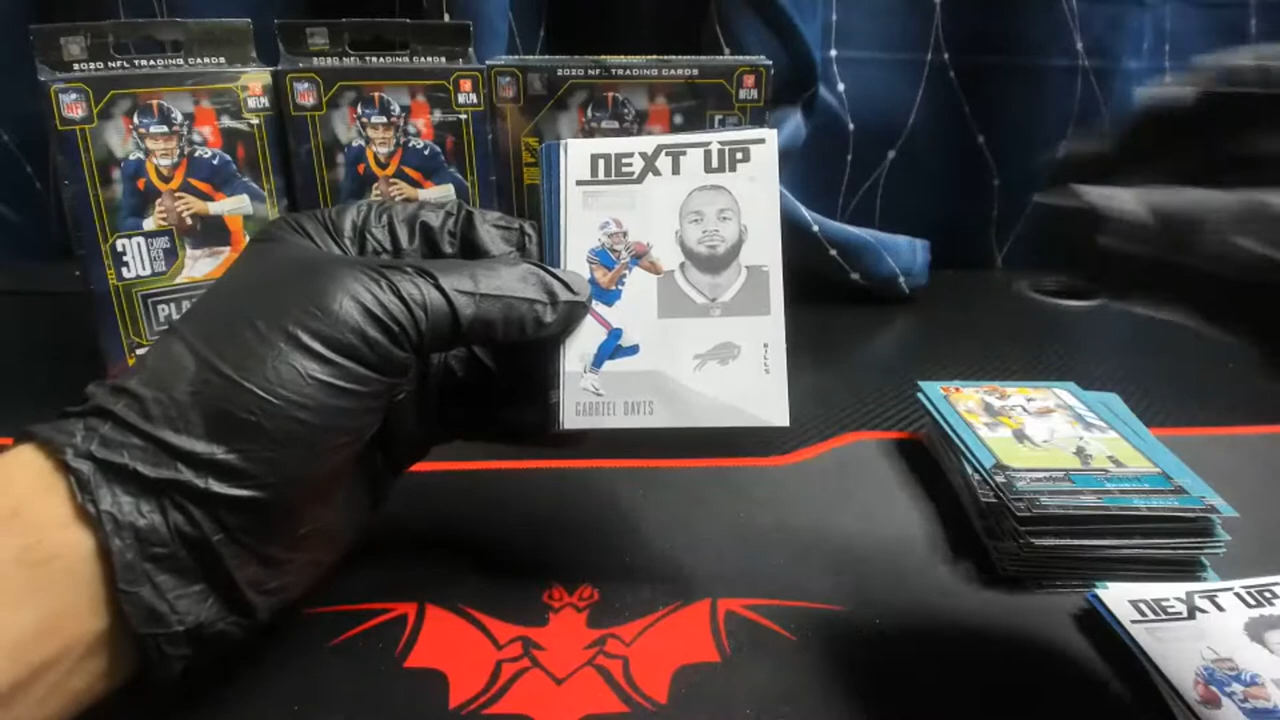 2020 NFL TRADING CARDS
NFL
NFLPA
30 CARDS
PER
BOX
2020 NFL TRADING CARDS
NFL
NFLPA
2020 NFL TRADING CARDS
NFLPA
NEXT UP
BILLS
GABRIEL DAVIS
NEXT UP